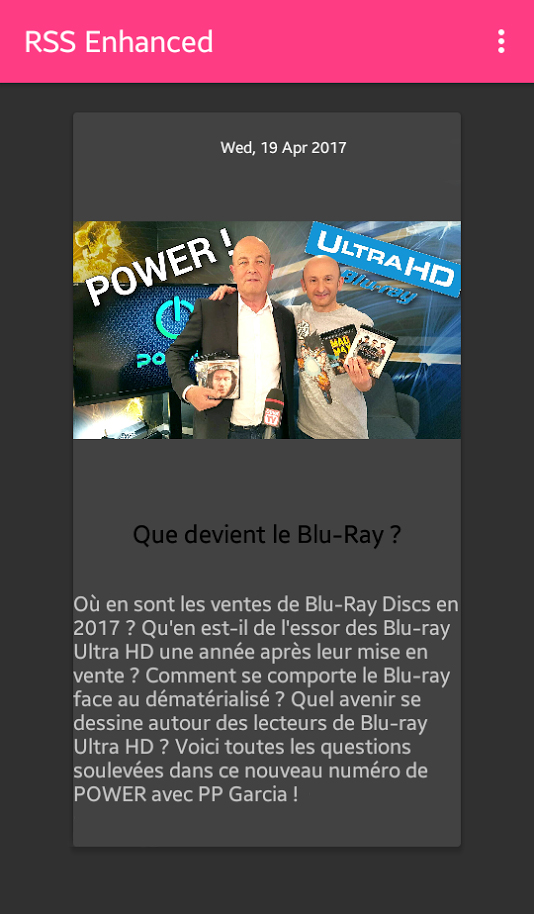 RSS Enhanced
Wed, 19 Apr 2017
POWER !
ULTRA HD
Blu-ray
Que devient le Blu-Ray ?
Où en sont les ventes de Blu-Ray Discs en
2017 ? Qu'en est-il de l'essor des Blu-ray
Ultra HD une année après leur mise en
vente ? Comment se comporte le Blu-ray
face au dématérialisé ? Quel avenir se
dessine autour des lecteurs de Blu-ray
Ultra HD ? Voici toutes les questions
soulevées dans ce nouveau numéro de
POWER avec PP Garcia !